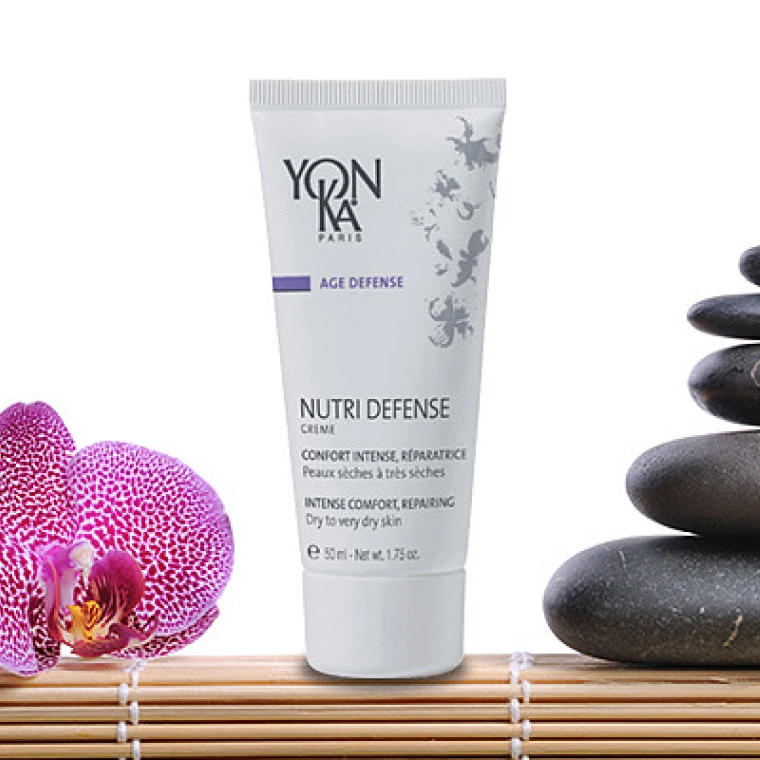 YON
KA®
PARIS
AGE DEFENSE
NUTRI DEFENSE
CREME
CONFORT INTENSE, RÉPARATRICE
Peaux sèches à très sèches
INTENSE COMFORT, REPAIRING
Dry to very dry skin
℮ 50 ml - Net wt. 1.75 oz.